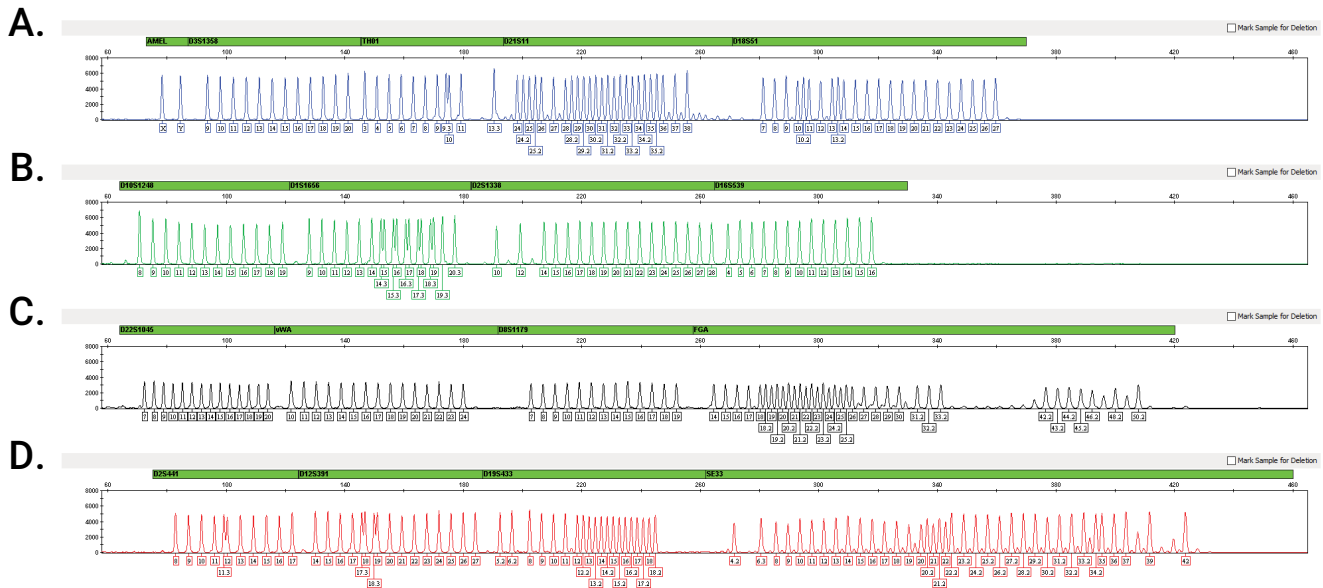 A.
Mark Sample for Deletion
AMEL D3S1358 TH01 D21S11 D18S51
60 100 140 180 220 260 300 340 380 420 460
8000
6000
4000
2000
0
X Y 9 10 11 12 13 14 15 16 17 18 19 20 3 4 5 6 7 8 9 9.3 11 13.3 24 25 26 27 28 29 30 31 32 33 34 35 36 37 38 7 8 9 10 11 12 13 14 15 16 17 18 19 20 21 22 23 24 25 26 27
10 24.2 28.2 30.2 32.2 34.2 10.2 13.2
25.2 29.2 31.2 33.2 35.2
B.
Mark Sample for Deletion
D10S1248 D1S1656 D2S1338 D16S539
60 100 140 180 220 260 300 340 380 420 460
8000
6000
4000
2000
0
8 9 10 11 12 13 14 15 16 17 18 19 9 10 11 12 13 14 15 16 17 18 19 20.3 10 12 14 15 16 17 18 19 20 21 22 23 24 25 26 27 28 4 5 6 7 8 9 10 11 12 13 14 15 16
14.3 16.3 18.3
15.3 17.3 19.3
C.
Mark Sample for Deletion
D22S1045 vWA D8S1179 FGA
60 100 140 180 220 260 300 340 380 420 460
8000
6000
4000
2000
0
7 8 9 10 11 12 13 14 15 16 17 18 19 20 10 11 12 13 14 15 16 17 18 19 20 21 22 23 24 7 8 9 10 11 12 13 14 15 16 17 18 19 14 15 16 17 18 19 20 21 22 23 24 25 26 27 28 29 30 31.2 33.2 42.2 44.2 46.2 48.2 50.2
18.2 20.2 22.2 24.2 32.2 43.2 45.2
19.2 21.2 23.2 25.2
D.
Mark Sample for Deletion
D2S441 D12S391 D19S433 SE33
60 100 140 180 220 260 300 340 380 420 460
8000
6000
4000
2000
0
8 9 10 11 12 13 14 15 16 17 14 15 16 17 18 19 20 21 22 23 24 25 26 27 5.2 6.2 8 9 10 11 12 13 14 15 16 17 18 4.2 6.3 8 9 10 11 12 13 14 15 16 17 18 19 20 21 22 23.2 25.2 27.2 29.2 31.2 33.2 35 36 37 39 42
11.3 17.3 12.2 14.2 16.2 18.2 20.2 22.2 24.2 26.2 28.2 30.2 32.2 34.2
18.3 13.2 15.2 17.2 21.2